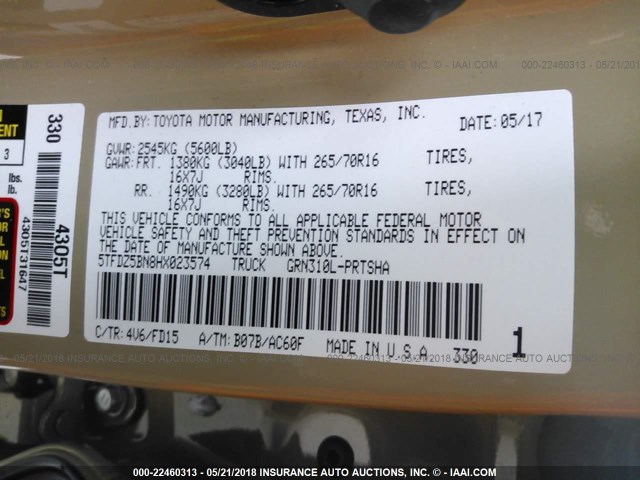 MFD.BY:TOYOTA MOTOR MANUFACTURING, TEXAS, INC. DATE:05/17
GVWR:2545KG (5600LB)
GAWR:FRT. 1380KG (3040LB) WITH 265/70R16 TIRES,
16X7J RIMS.
RR. 1490KG (3280LB) WITH 265/70R16 TIRES,
16X7J RIMS.
THIS VEHICLE CONFORMS TO ALL APPLICABLE FEDERAL MOTOR
VEHICLE SAFETY AND THEFT PREVENTION STANDARDS IN EFFECT ON
THE DATE OF MANUFACTURE SHOWN ABOVE.
5TFDZ5BN8HX023574 TRUCK GRN310L-PRTSHA
C/TR:4V6/FD15 A/TM:B07B/AC60F MADE IN U.S.A 330 1
330
4305T
4305131647
3
lbs.
lb.
000-22460313 - 05/21/2018 INSURANCE AUTO AUCTIONS, INC. - © - IAAI.COM